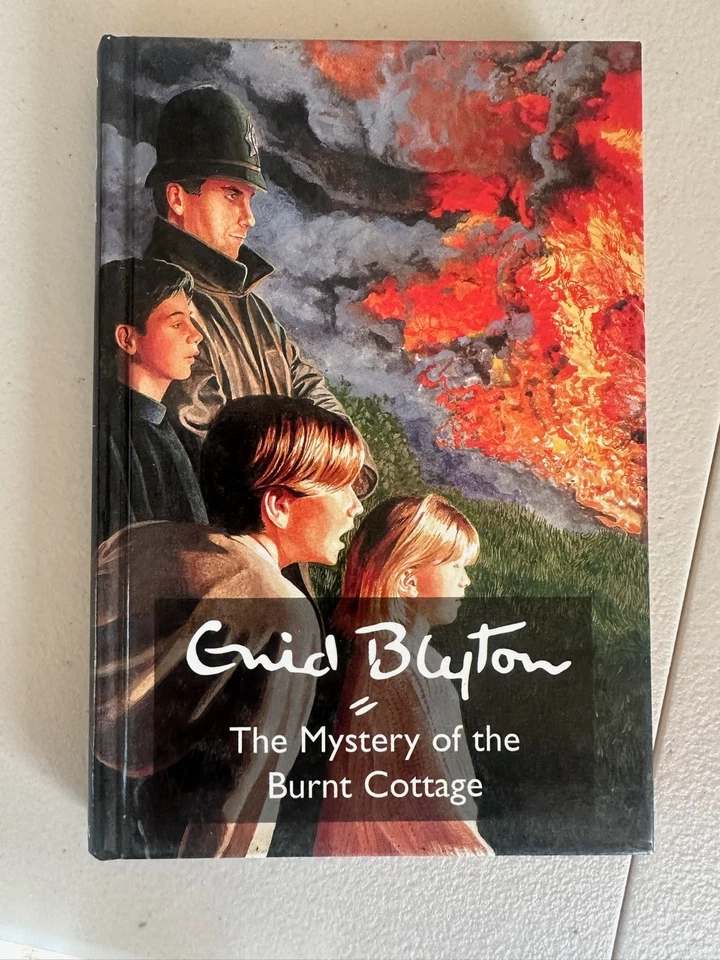 Enid Blyton
The Mystery of the
Burnt Cottage